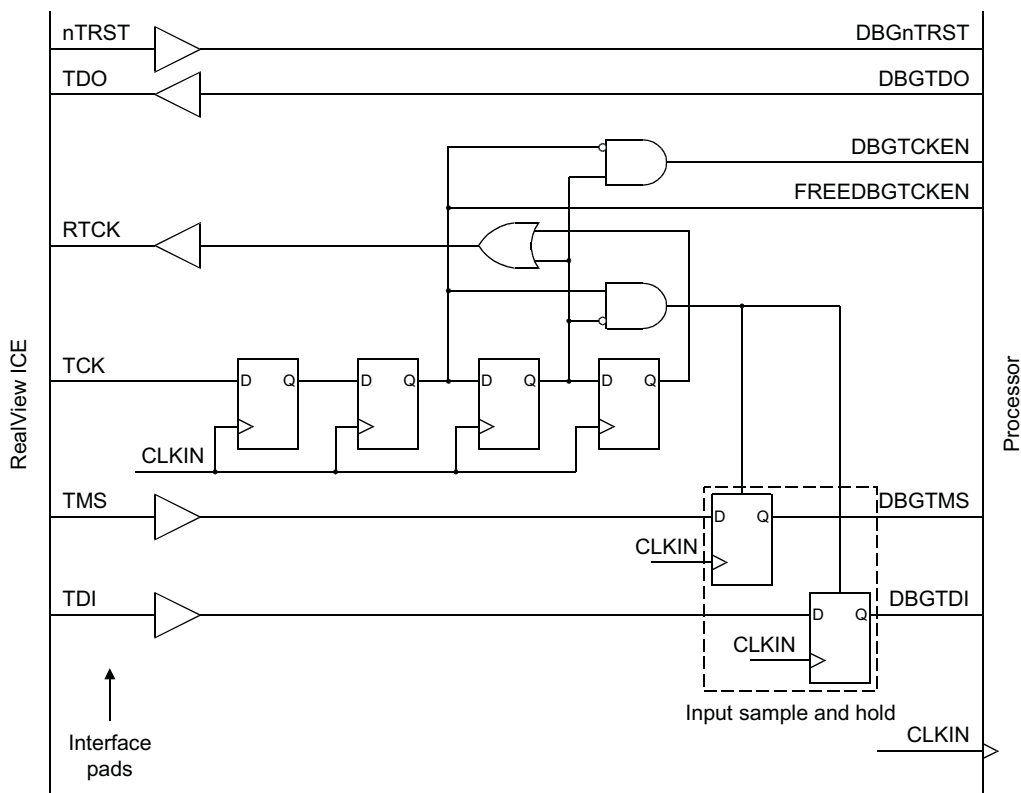 nTRST
DBGnTRST
TDO
DBGTDO
DBGTCKEN
FREEDBGTCKEN
RTCK
TCK
D Q
D Q
D Q
D Q
CLKIN
RealView ICE
Processor
TMS
D Q
DBGTMS
CLKIN
TDI
D Q
DBGTDI
CLKIN
Input sample and hold
Interface
pads
CLKIN